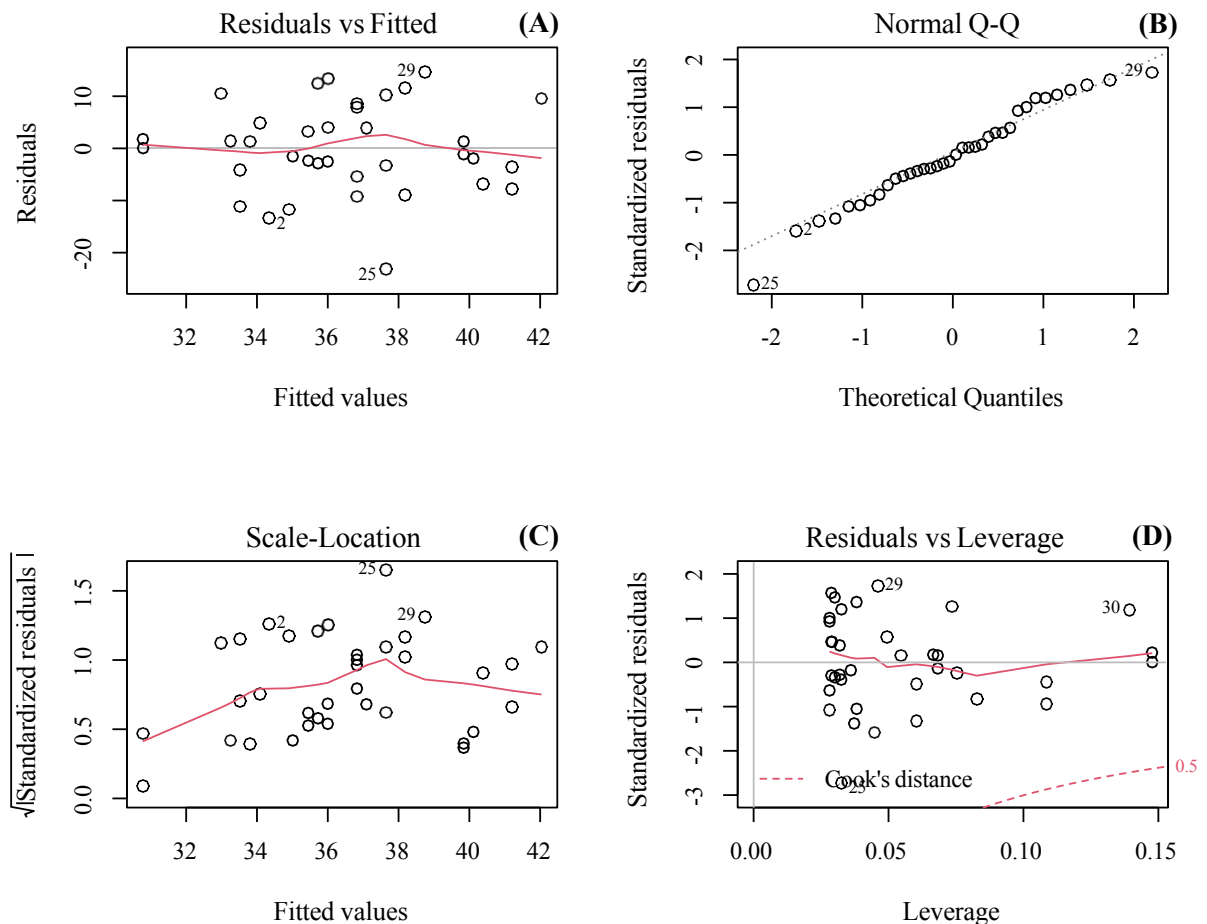 Residuals vs Fitted
(A)
Residuals
10
0
-20
29
2
25
32 34 36 38 40 42
Fitted values
Normal Q-Q
(B)
Standardized residuals
2
1
0
-1
-2
29
2
25
-2 -1 0 1 2
Theoretical Quantiles
Scale-Location
(C)
√|Standardized residuals|
1.5
1.0
0.5
0.0
25
29
2
32 34 36 38 40 42
Fitted values
Residuals vs Leverage
(D)
Standardized residuals
2
1
0
-1
-2
-3
29
30
25
Cook's distance
0.5
0.00 0.05 0.10 0.15
Leverage